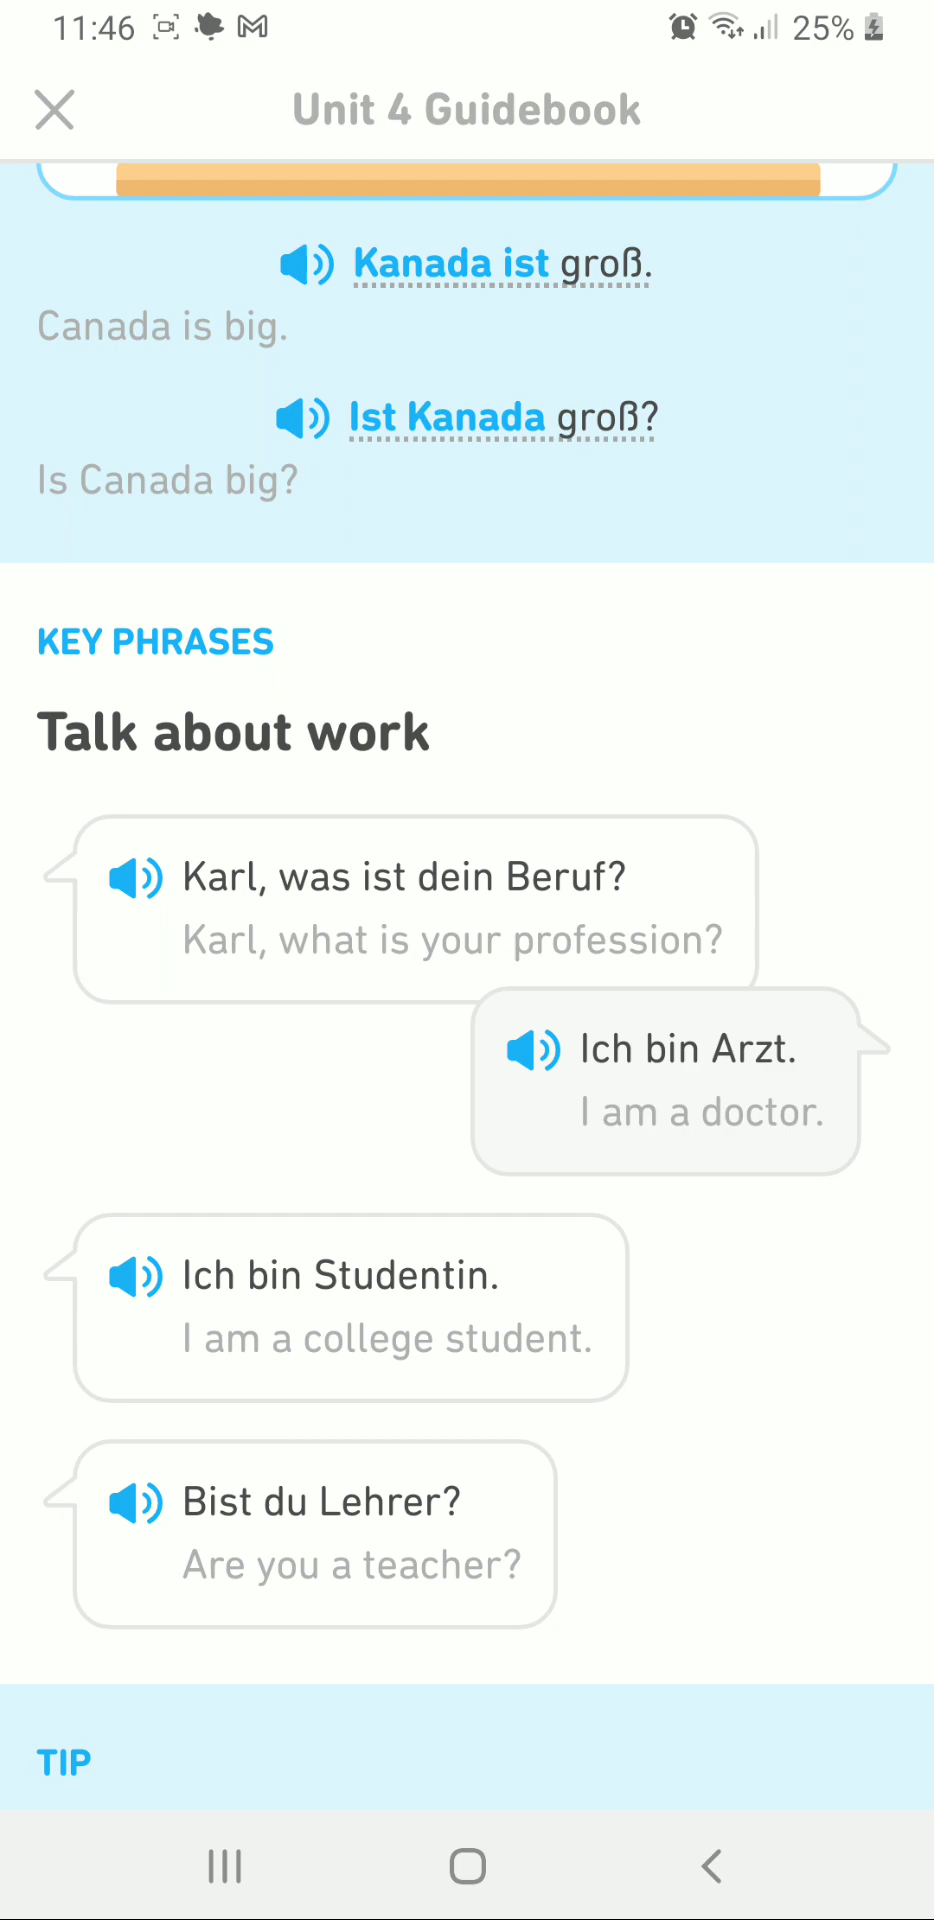 11:46
25%
Unit 4 Guidebook
Kanada ist groß.
Canada is big.
Ist Kanada groß?
Is Canada big?
KEY PHRASES
Talk about work
Karl, was ist dein Beruf?
Karl, what is your profession?
Ich bin Arzt.
I am a doctor.
Ich bin Studentin.
I am a college student.
Bist du Lehrer?
Are you a teacher?
TIP